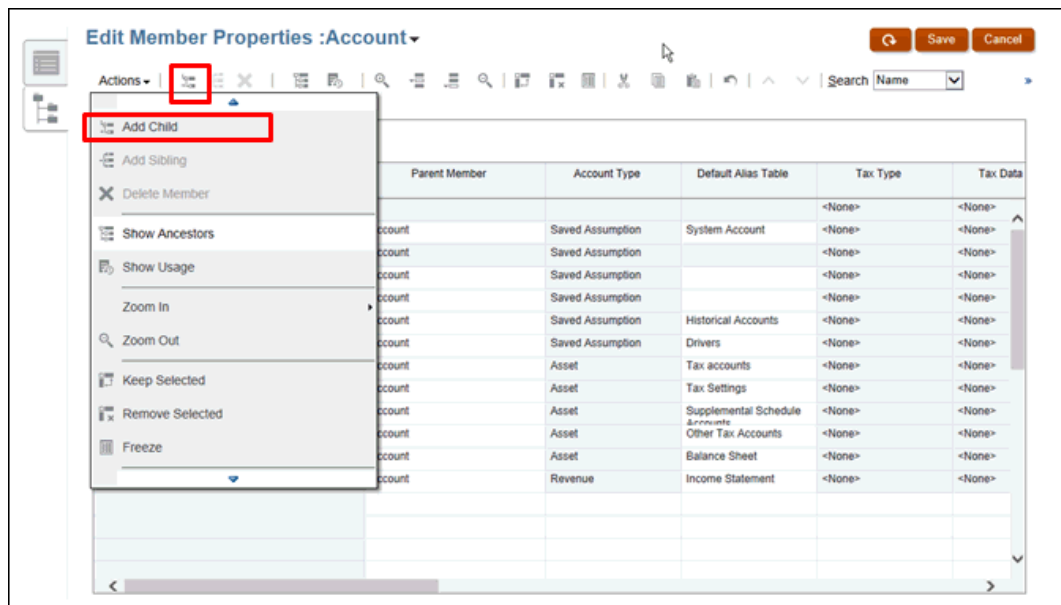 Edit Member Properties :Account
Save
Cancel
Actions
Search Name
»
Add Child
Add Sibling
Delete Member
Show Ancestors
Show Usage
Zoom In
Zoom Out
Keep Selected
Remove Selected
Freeze
Parent Member Account Type Default Alias Table Tax Type Tax Data
<None> <None>
ccount Saved Assumption System Account <None> <None>
ccount Saved Assumption <None> <None>
ccount Saved Assumption <None> <None>
ccount Saved Assumption <None> <None>
ccount Saved Assumption Historical Accounts <None> <None>
ccount Saved Assumption Drivers <None> <None>
ccount Asset Tax accounts <None> <None>
ccount Asset Tax Settings <None> <None>
ccount Asset Supplemental Schedule <None> <None>
Accounts
ccount Asset Other Tax Accounts <None> <None>
ccount Asset Balance Sheet <None> <None>
ccount Revenue Income Statement <None> <None>